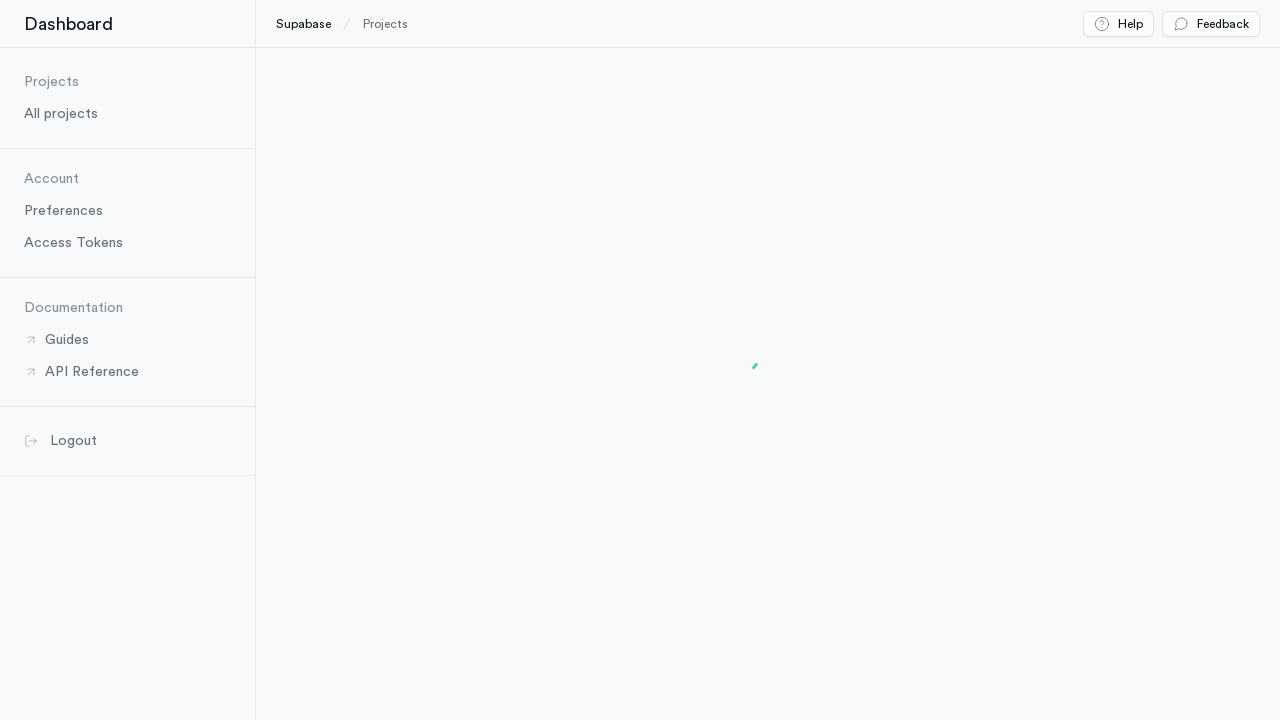 Dashboard
Supabase / Projects
Help
Feedback
Projects
All projects
Account
Preferences
Access Tokens
Documentation
Guides
API Reference
Logout